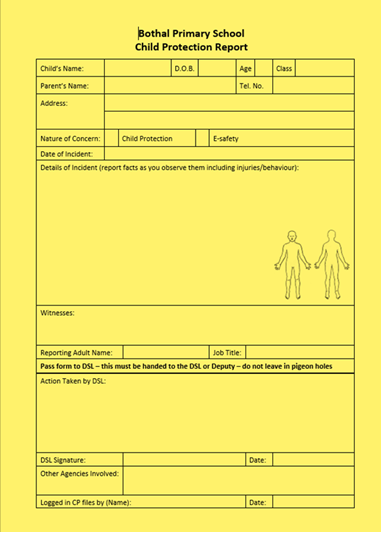 Bothal Primary School
Child Protection Report
Child's Name: D.O.B. Age Class
Parent's Name: Tel. No.
Address:
Nature of Concern: Child Protection E-safety
Date of Incident:
Details of Incident (report facts as you observe them including injuries/behaviour):
Witnesses:
Reporting Adult Name: Job Title:
Pass form to DSL – this must be handed to the DSL or Deputy – do not leave in pigeon holes
Action Taken by DSL:
DSL Signature: Date:
Other Agencies Involved:
Logged in CP files by (Name): Date: